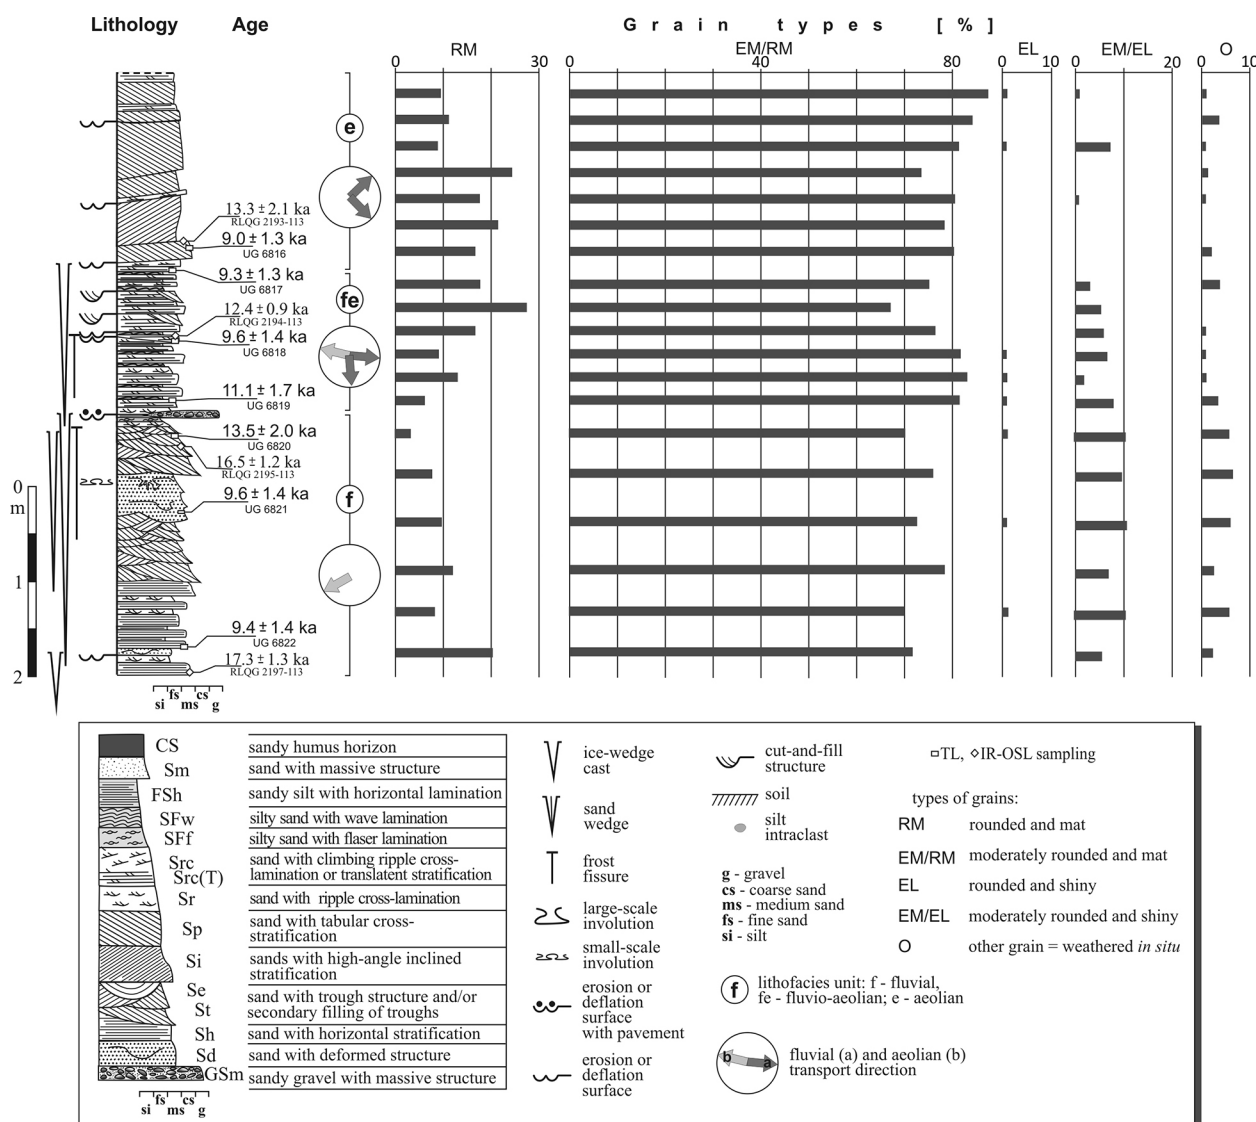 Lithology Age Grain types [%]
RM EM/RM EL EM/EL O
0 30 0 40 80 0 10 0 20 0 10
e
13.3 ± 2.1 ka
RLQG 2193-113
9.0 ± 1.3 ka
UG 6816
9.3 ± 1.3 ka
UG 6817
fe
12.4 ± 0.9 ka
RLQG 2194-113
9.6 ± 1.4 ka
UG 6818
11.1 ± 1.7 ka
UG 6819
13.5 ± 2.0 ka
UG 6820
16.5 ± 1.2 ka
RLQG 2195-113
0
m
9.6 ± 1.4 ka
UG 6821
f
1
9.4 ± 1.4 ka
UG 6822
17.3 ± 1.3 ka
RLQG 2197-113
2
fs cs
si ms g
CS sandy humus horizon
Sm sand with massive structure
FSh sandy silt with horizontal lamination
SFw silty sand with wave lamination
SFf silty sand with flaser lamination
Src
Src(T)
sand with climbing ripple cross-
lamination or translatent stratification
Sr sand with ripple cross-lamination
Sp
sand with tabular cross-
stratification
Si
sands with high-angle inclined
stratification
Se
St
sand with trough structure and/or
secondary filling of troughs
Sh sand with horizontal stratification
Sd sand with deformed structure
GSm sandy gravel with massive structure
fs cs
si ms g
ice-wedge
cast
sand
wedge
frost
fissure
large-scale
involution
small-scale
involution
erosion or
deflation
surface
with pavement
erosion or
deflation
surface
cut-and-fill
structure
soil
silt
intraclast
g - gravel
cs - coarse sand
ms - medium sand
fs - fine sand
si - silt
TL, IR-OSL sampling
types of grains:
RM rounded and mat
EM/RM moderately rounded and mat
EL rounded and shiny
EM/EL moderately rounded and shiny
O other grain = weathered in situ
f
lithofacies unit: f - fluvial,
fe - fluvio-aeolian; e - aeolian
b a
fluvial (a) and aeolian (b)
transport direction